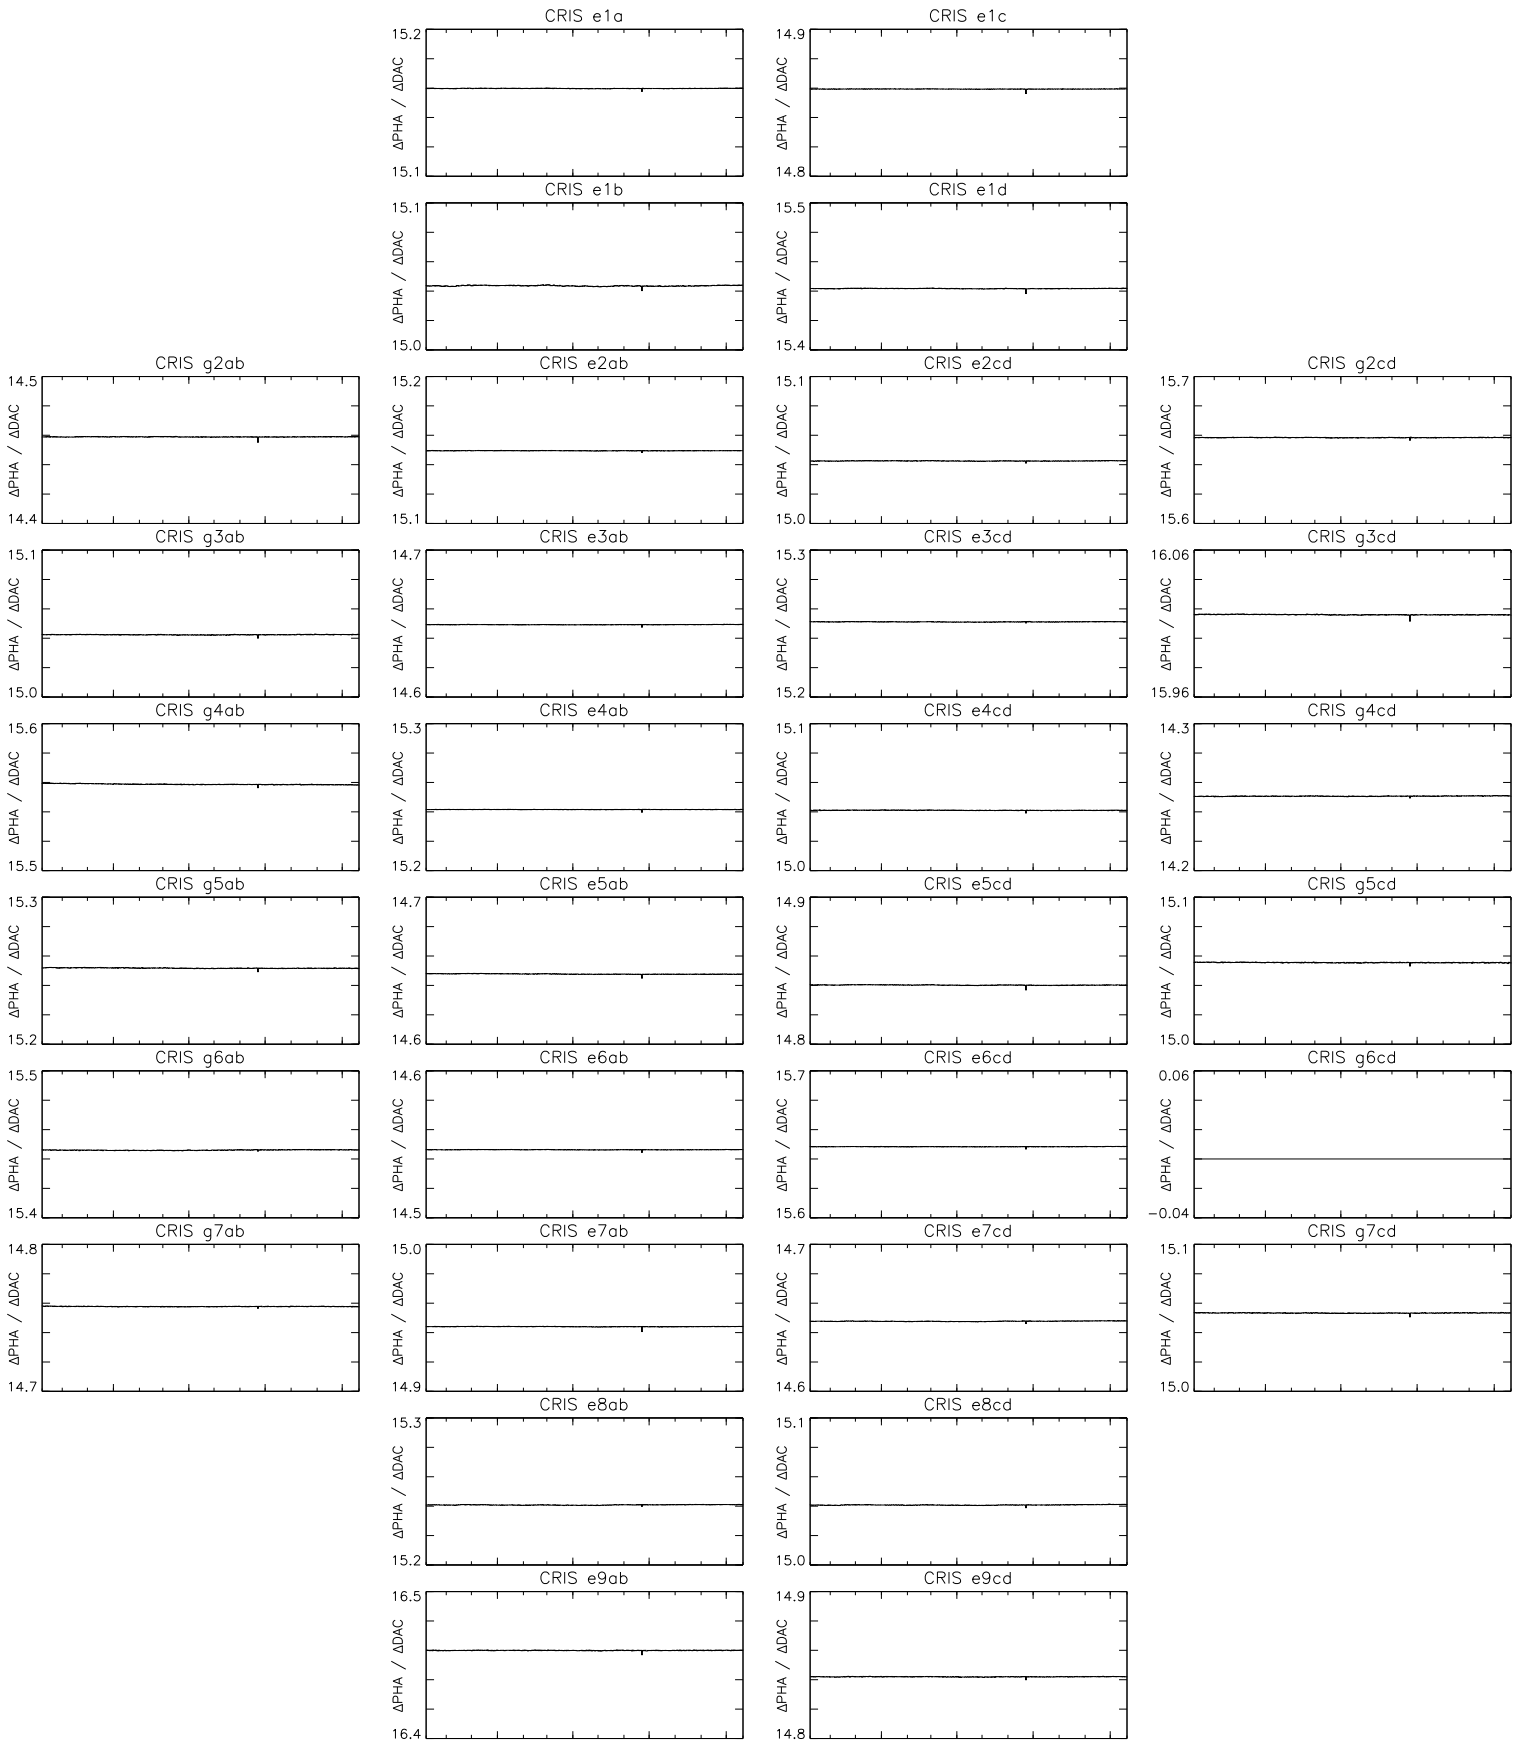 CRIS e1a
15.2
ΔPHA / ΔDAC
15.1
CRIS e1c
14.9
ΔPHA / ΔDAC
14.8
CRIS e1b
15.1
ΔPHA / ΔDAC
15.0
CRIS e1d
15.5
ΔPHA / ΔDAC
15.4
CRIS g2ab
14.5
ΔPHA / ΔDAC
14.4
CRIS e2ab
15.2
ΔPHA / ΔDAC
15.1
CRIS e2cd
15.1
ΔPHA / ΔDAC
15.0
CRIS g2cd
15.7
ΔPHA / ΔDAC
15.6
CRIS g3ab
15.1
ΔPHA / ΔDAC
15.0
CRIS e3ab
14.7
ΔPHA / ΔDAC
14.6
CRIS e3cd
15.3
ΔPHA / ΔDAC
15.2
CRIS g3cd
16.06
ΔPHA / ΔDAC
15.96
CRIS g4ab
15.6
ΔPHA / ΔDAC
15.5
CRIS e4ab
15.3
ΔPHA / ΔDAC
15.2
CRIS e4cd
15.1
ΔPHA / ΔDAC
15.0
CRIS g4cd
14.3
ΔPHA / ΔDAC
14.2
CRIS g5ab
15.3
ΔPHA / ΔDAC
15.2
CRIS e5ab
14.7
ΔPHA / ΔDAC
14.6
CRIS e5cd
14.9
ΔPHA / ΔDAC
14.8
CRIS g5cd
15.1
ΔPHA / ΔDAC
15.0
CRIS g6ab
15.5
ΔPHA / ΔDAC
15.4
CRIS e6ab
14.6
ΔPHA / ΔDAC
14.5
CRIS e6cd
15.7
ΔPHA / ΔDAC
15.6
CRIS g6cd
0.06
ΔPHA / ΔDAC
−0.04
CRIS g7ab
14.8
ΔPHA / ΔDAC
14.7
CRIS e7ab
15.0
ΔPHA / ΔDAC
14.9
CRIS e7cd
14.7
ΔPHA / ΔDAC
14.6
CRIS g7cd
15.1
ΔPHA / ΔDAC
15.0
CRIS e8ab
15.3
ΔPHA / ΔDAC
15.2
CRIS e8cd
15.1
ΔPHA / ΔDAC
15.0
CRIS e9ab
16.5
ΔPHA / ΔDAC
16.4
CRIS e9cd
14.9
ΔPHA / ΔDAC
14.8